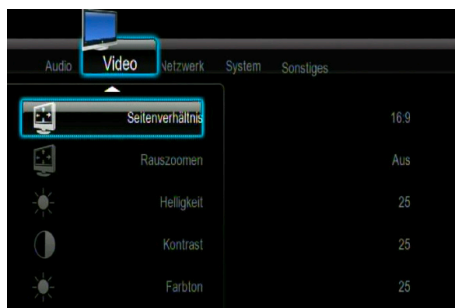 Audio Video Netzwerk System Sonstiges
Seitenverhältnis 16:9
Rauszoomen Aus
Helligkeit 25
Kontrast 25
Farbton 25